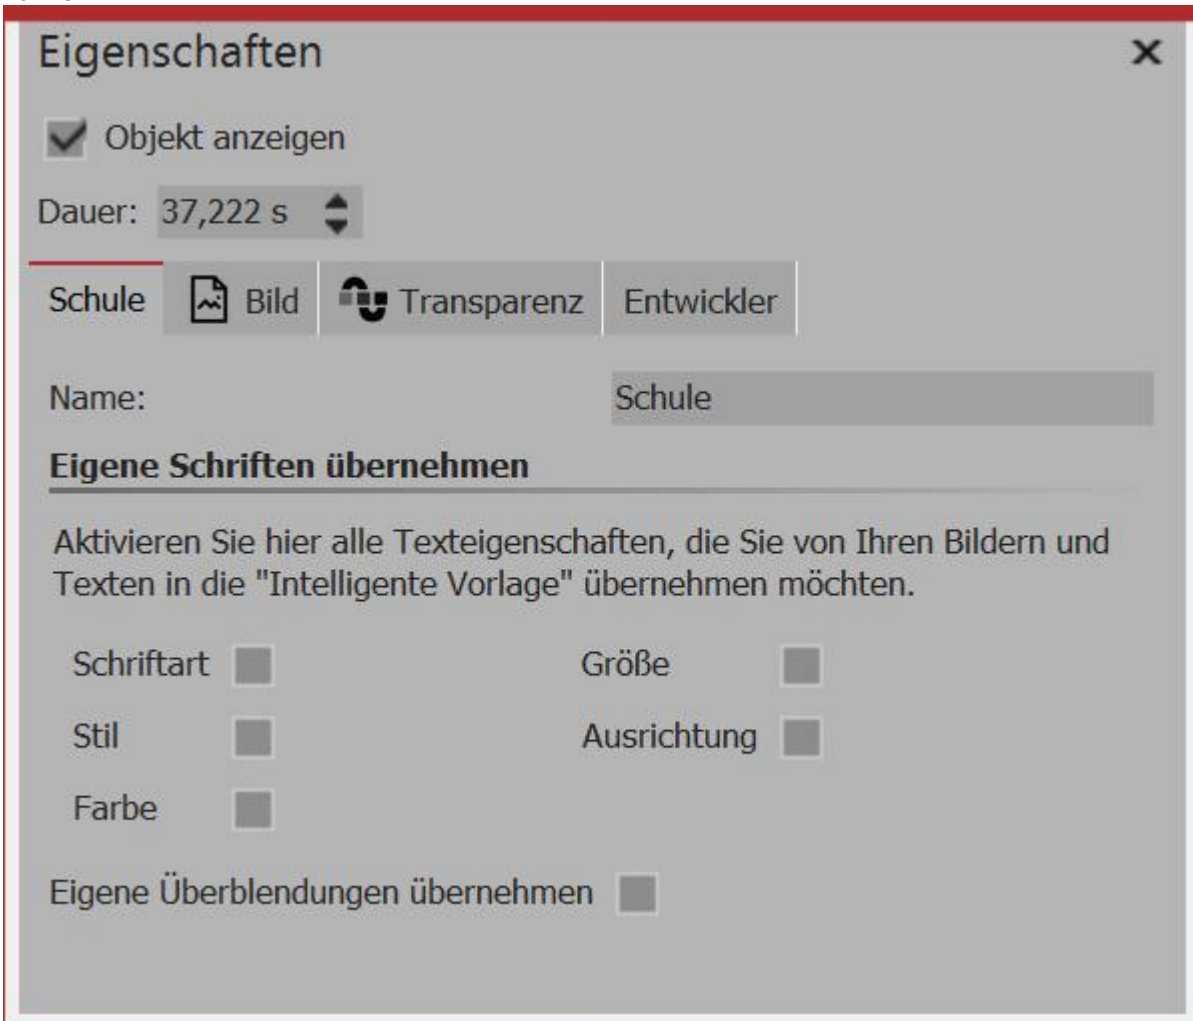 Eigenschaften
Objekt anzeigen
Dauer: 37,222 s
Schule Bild Transparenz Entwickler
Name: Schule
Eigene Schriften übernehmen
Aktivieren Sie hier alle Texteigenschaften, die Sie von Ihren Bildern und
Texten in die "Intelligente Vorlage" übernehmen möchten.
Schriftart Größe
Stil Ausrichtung
Farbe
Eigene Überblendungen übernehmen